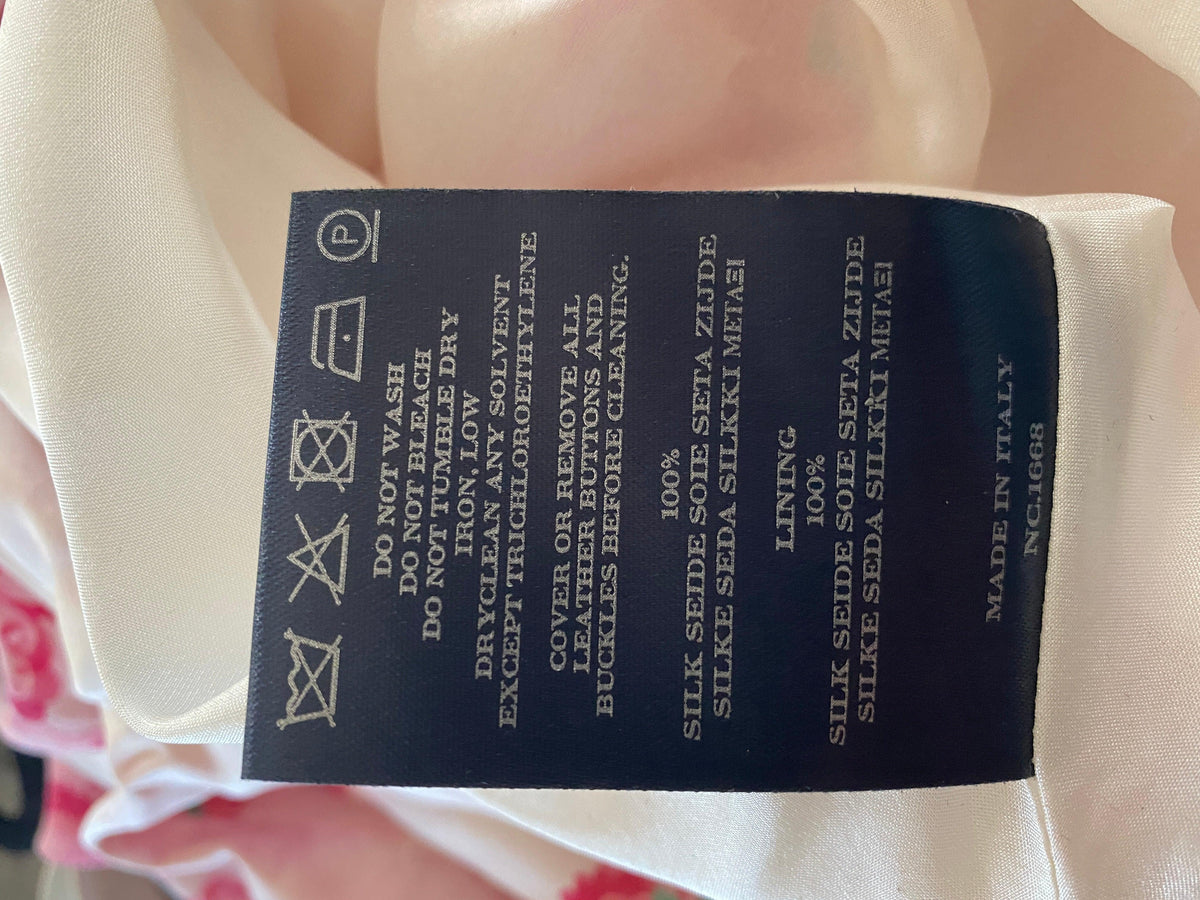 P
DO NOT WASH
DO NOT BLEACH
DO NOT TUMBLE DRY
IRON, LOW
DRYCLEAN ANY SOLVENT
EXCEPT TRICHLOROETHYLENE
COVER OR REMOVE ALL
LEATHER BUTTONS AND
BUCKLES BEFORE CLEANING.
100%
SILK SEIDE SOIE SETA ZIJDE
SILKE SEDA SILKKI ΜΕΤΑΞΙ
LINING
100%
SILK SEIDE SOIE SETA ZIJDE
SILKE SEDA SILKKI ΜΕΤΑΞΙ
MADE IN ITALY
NC.1668